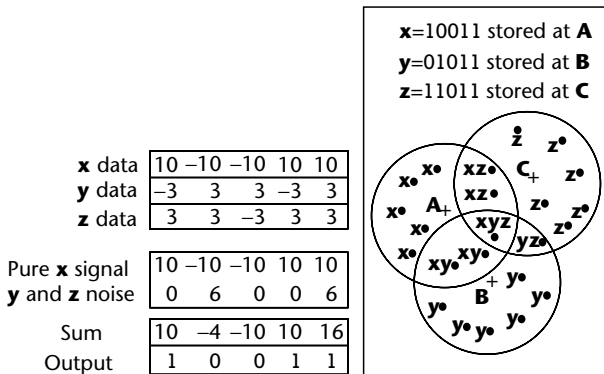 x=10011 stored at A
y=01011 stored at B
z=11011 stored at C
x data 10 −10 −10 10 10
y data −3 3 3 −3 3
z data 3 3 −3 3 3
Pure x signal 10 −10 −10 10 10
y and z noise 0 6 0 0 6
Sum 10 −4 −10 10 16
Output 1 0 0 1 1
z
z
x x xz C + z
x xz z
A + xyz z
x z z
x xy yz
xy
+
B y
y y
y y y y